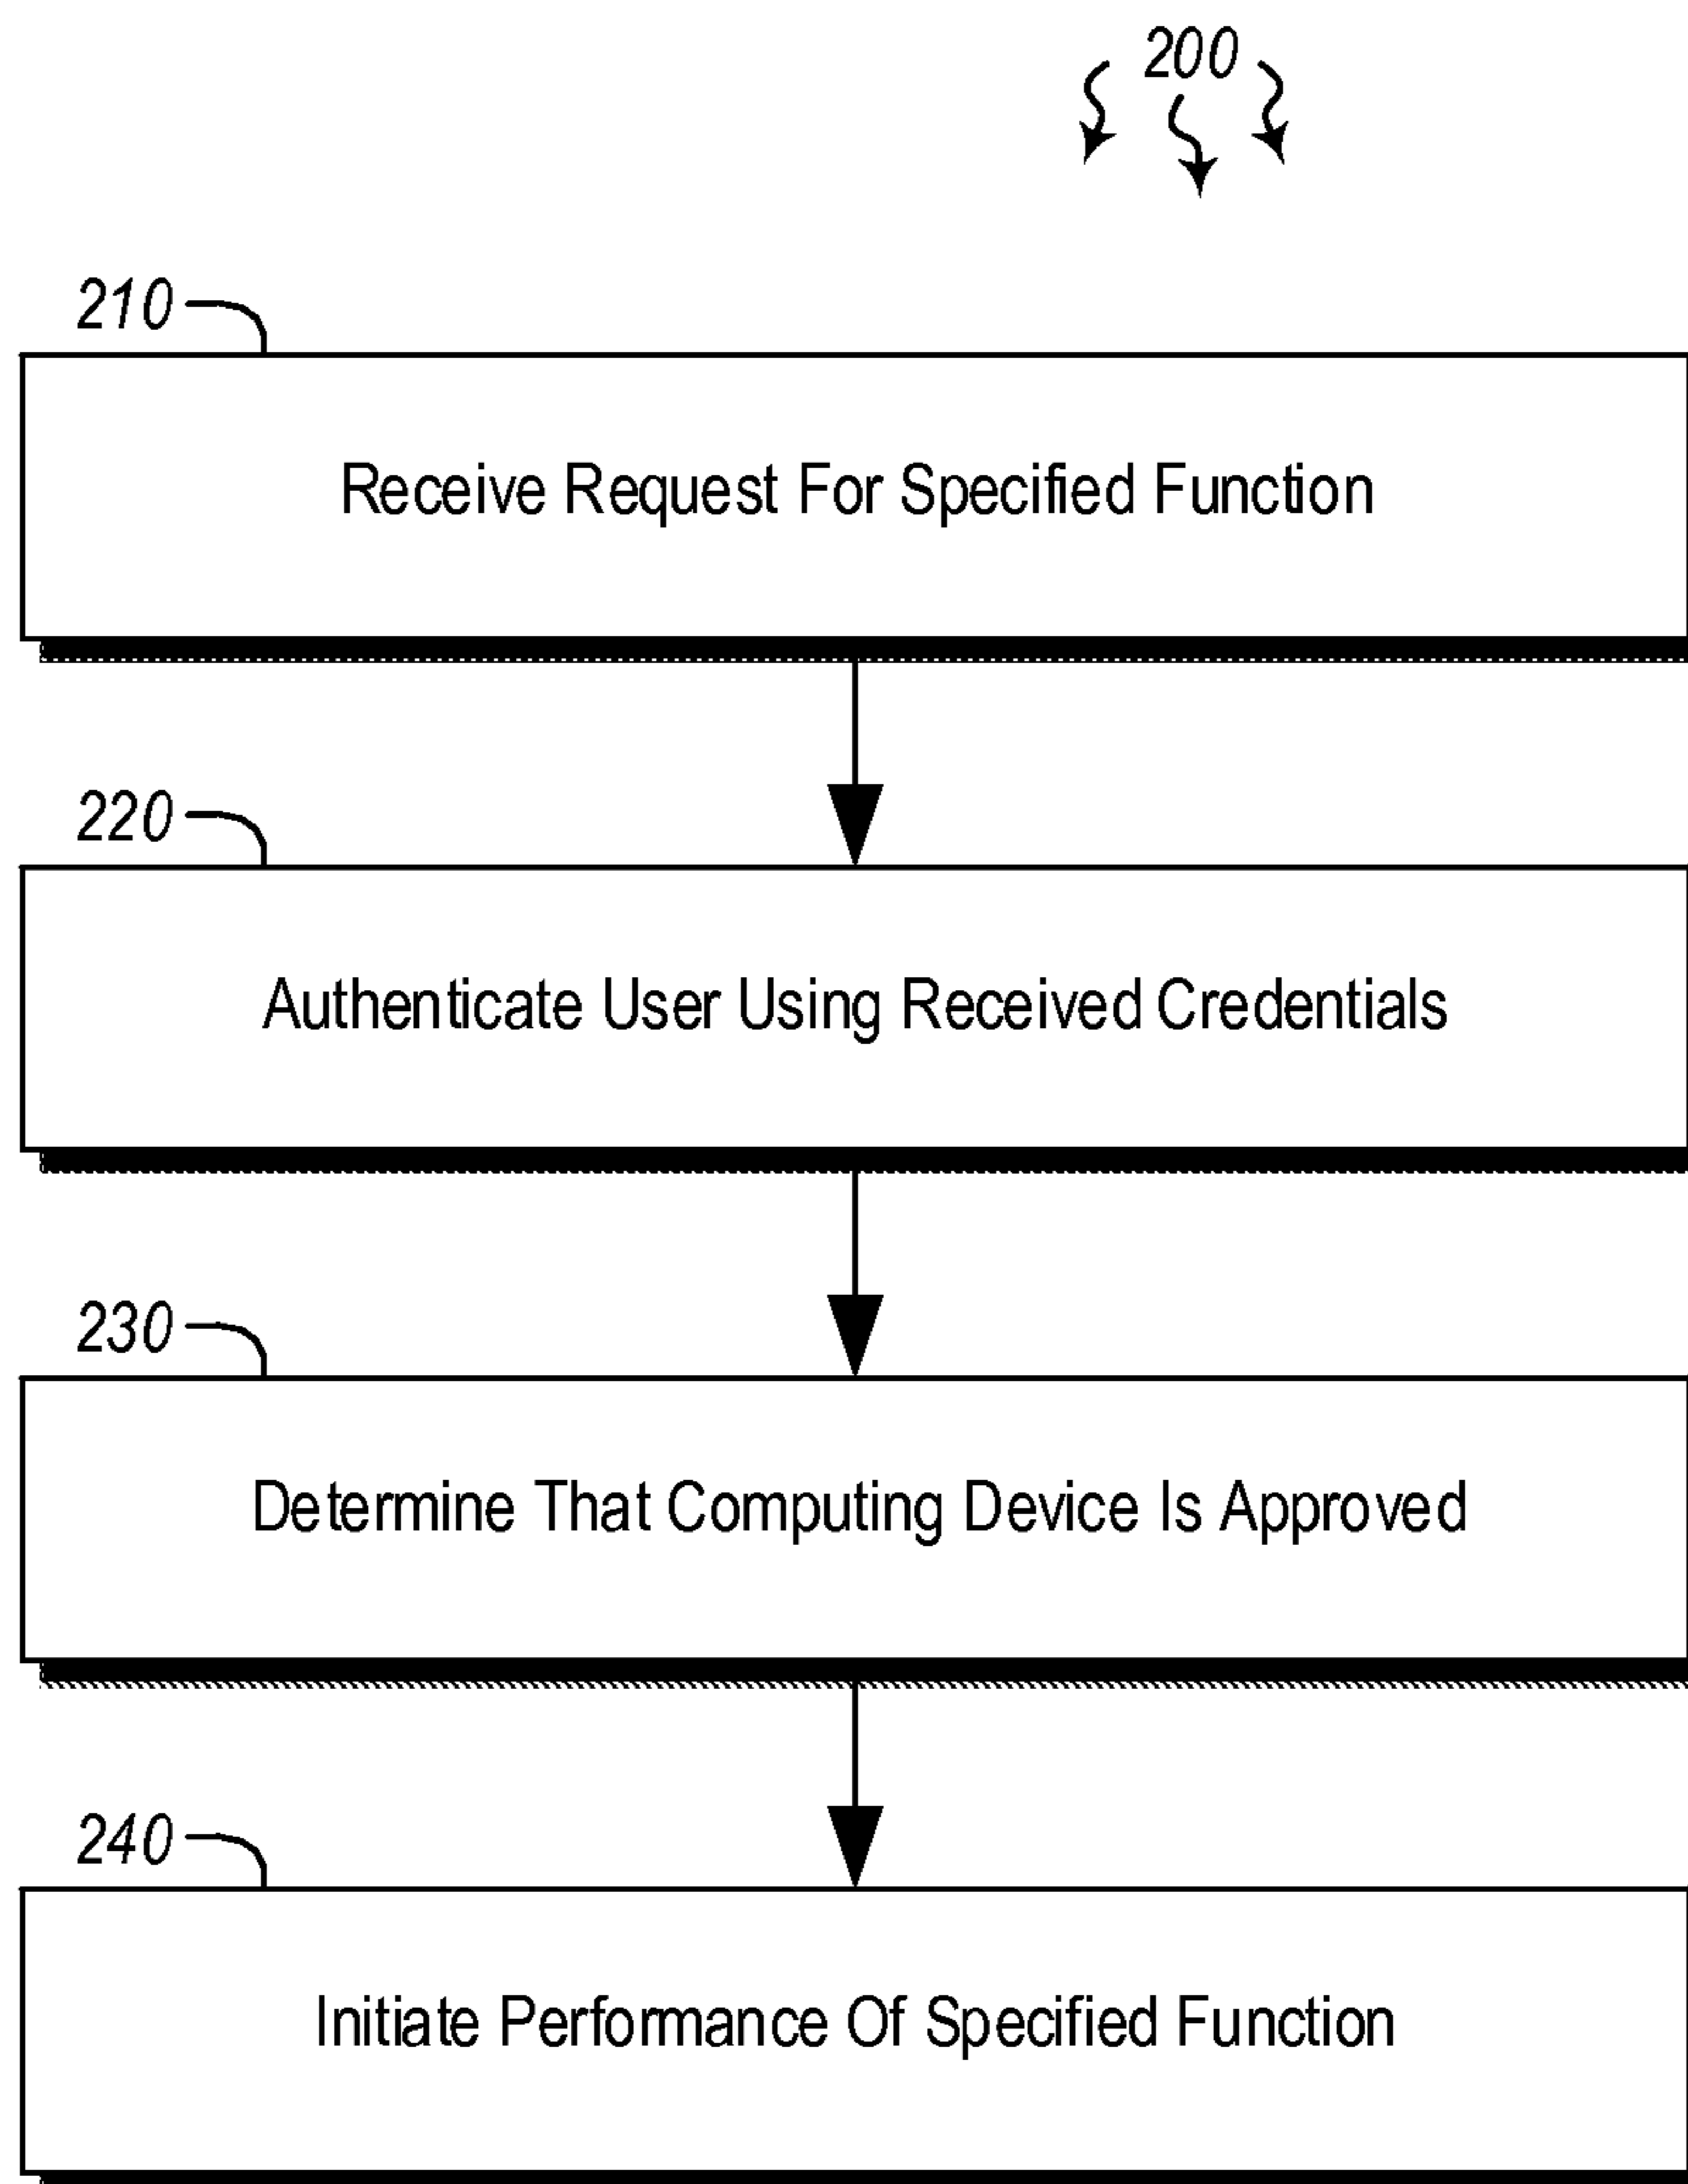 200
210
Receive Request For Specified Function
220
Authenticate User Using Received Credentials
230
Determine That Computing Device Is Approved
240
Initiate Performance Of Specified Function